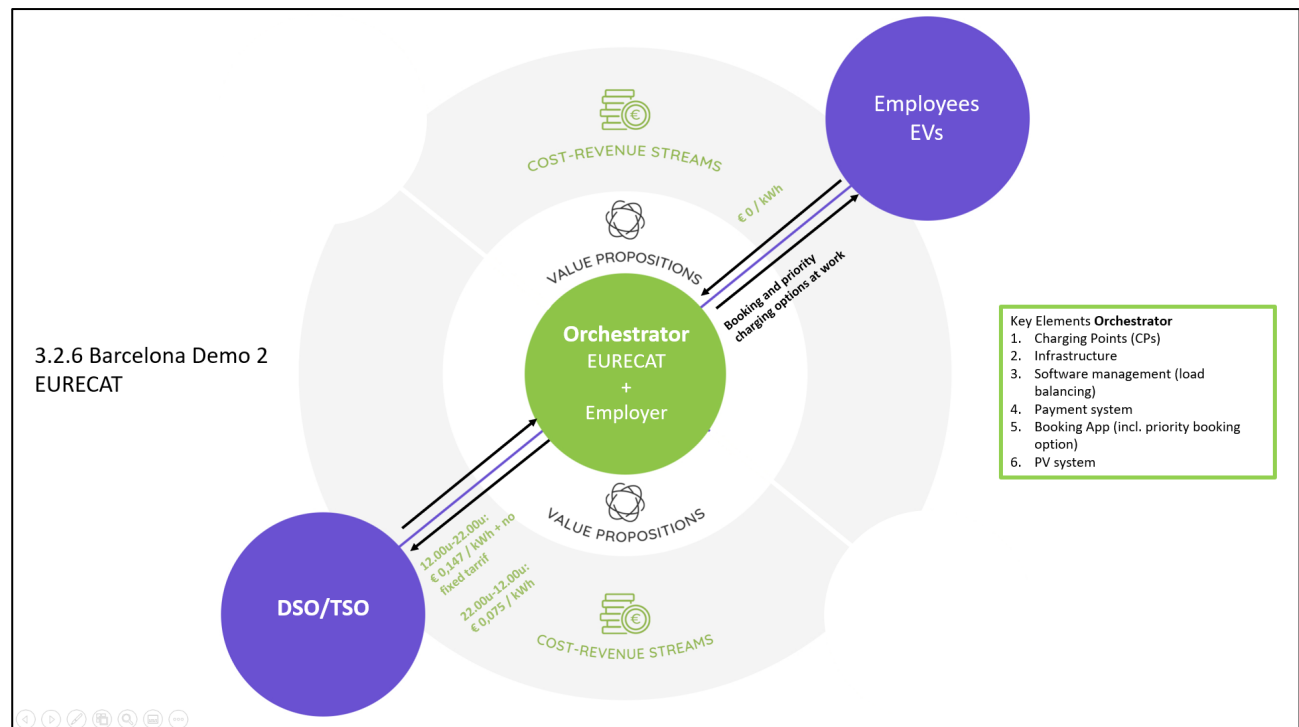 COST-REVENUE STREAMS
Employees
EVs
€ 0 / kWh
VALUE PROPOSITIONS
Booking and priority
charging options at work
Orchestrator
EURECAT
+
Employer
3.2.6 Barcelona Demo 2
EURECAT
Key Elements Orchestrator
1. Charging Points (CPs)
2. Infrastructure
3. Software management (load
balancing)
4. Payment system
5. Booking App (incl. priority booking
option)
6. PV system
VALUE PROPOSITIONS
12.00u-22.00u:
€ 0,147 / kWh + no
fixed tarrif
22.00u-12.00u:
€ 0,075 / kWh
DSO/TSO
COST-REVENUE STREAMS